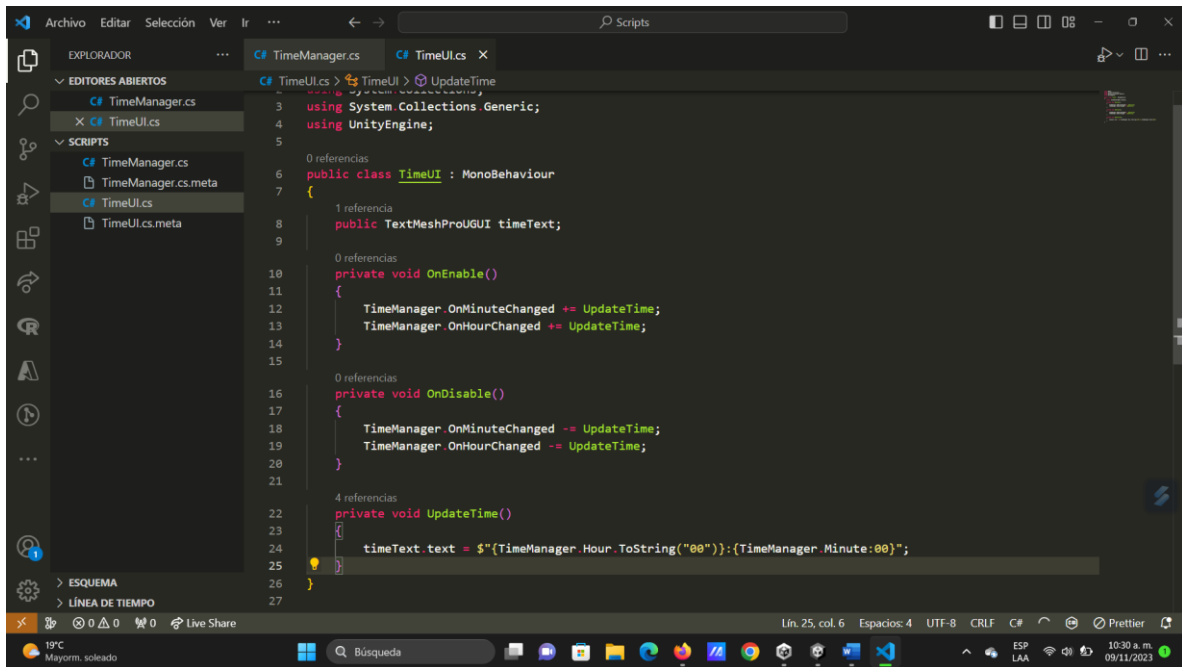 Archivo Editar Selección Ver Ir ··· Scripts
EXPLORADOR ···
EDITORES ABIERTOS
C# TimeManager.cs
C# TimeUI.cs
SCRIPTS
C# TimeManager.cs
TimeManager.cs.meta
C# TimeUI.cs
TimeUI.cs.meta
ESQUEMA
LÍNEA DE TIEMPO
C# TimeManager.cs C# TimeUI.cs
C# TimeUI.cs > TimeUI > UpdateTime
3 using System.Collections.Generic;
4 using UnityEngine;
5
0 referencias
6 public class TimeUI : MonoBehaviour
7 {
1 referencia
8 public TextMeshProUGUI timeText;
9
0 referencias
10 private void OnEnable()
11 {
12 TimeManager.OnMinuteChanged += UpdateTime;
13 TimeManager.OnHourChanged += UpdateTime;
14 }
15
0 referencias
16 private void OnDisable()
17 {
18 TimeManager.OnMinuteChanged -= UpdateTime;
19 TimeManager.OnHourChanged -= UpdateTime;
20 }
21
4 referencias
22 private void UpdateTime()
23 {
24 timeText.text = $"{TimeManager.Hour.ToString("00")}:{TimeManager.Minute:00}";
25 }
26 }
27
0 0 0 Live Share Lín. 25, col. 6 Espacios: 4 UTF-8 CRLF C# Prettier
19°C
Mayorm. soleado
Búsqueda
ESP
LAA
10:30 a. m.
09/11/2023
1